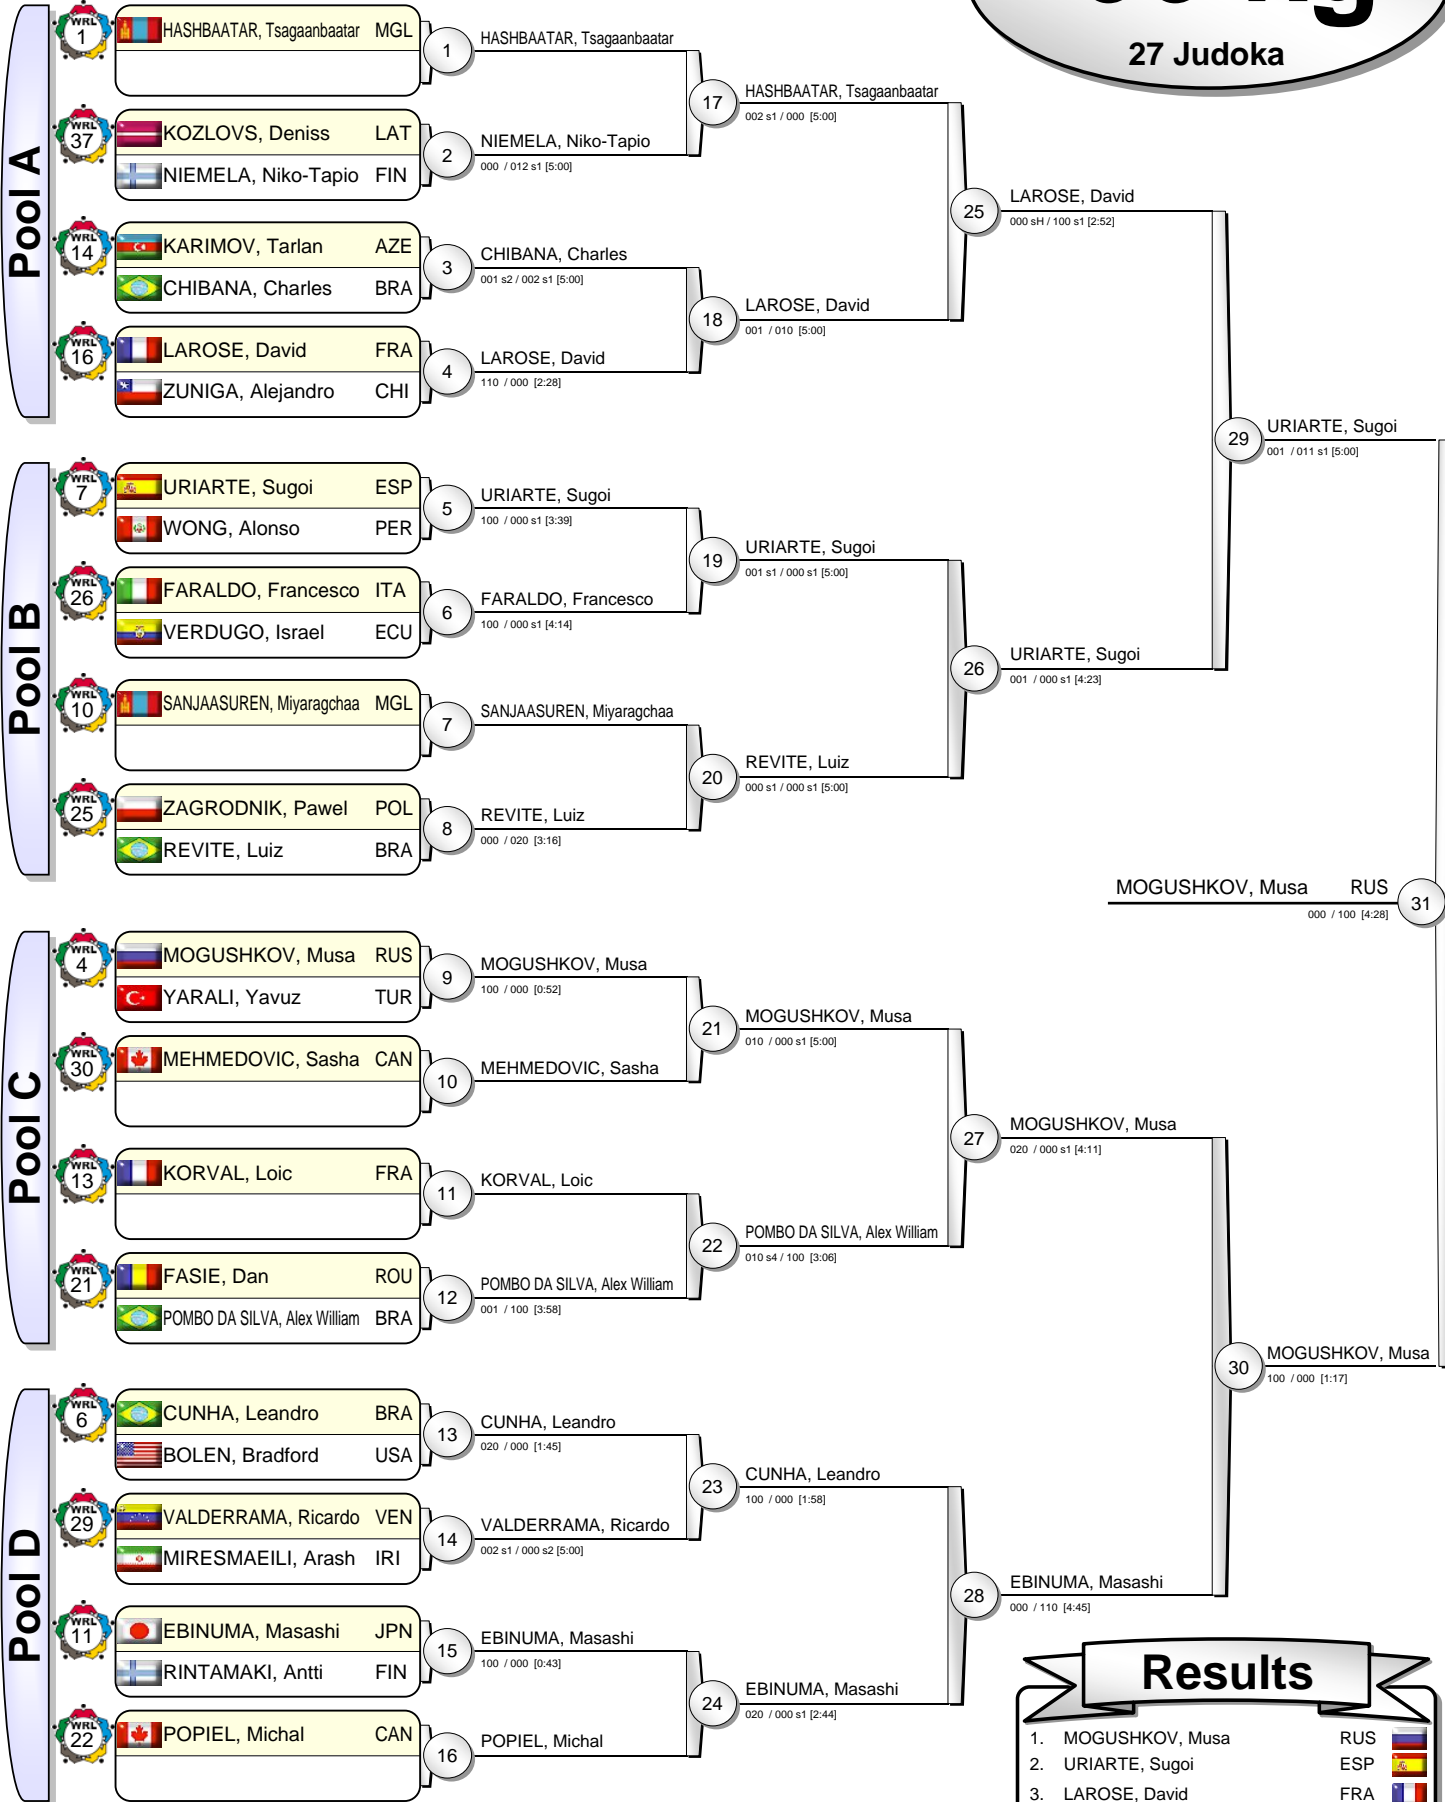 27 Judoka
Pool A
WRL 1
HASHBAATAR, Tsagaanbaatar MGL
WRL 37
KOZLOVS, Deniss LAT
NIEMELA, Niko-Tapio FIN
WRL 14
KARIMOV, Tarlan AZE
CHIBANA, Charles BRA
WRL 16
LAROSE, David FRA
ZUNIGA, Alejandro CHI
1 HASHBAATAR, Tsagaanbaatar
2 NIEMELA, Niko-Tapio
000 / 012 s1 [5:00]
3 CHIBANA, Charles
001 s2 / 002 s1 [5:00]
4 LAROSE, David
110 / 000 [2:28]
17 HASHBAATAR, Tsagaanbaatar
002 s1 / 000 [5:00]
18 LAROSE, David
001 / 010 [5:00]
25 LAROSE, David
000 sH / 100 s1 [2:52]
Pool B
WRL 7
URIARTE, Sugoi ESP
WONG, Alonso PER
WRL 26
FARALDO, Francesco ITA
VERDUGO, Israel ECU
WRL 10
SANJAASUREN, Miyaragchaa MGL
WRL 25
ZAGRODNIK, Pawel POL
REVITE, Luiz BRA
5 URIARTE, Sugoi
100 / 000 s1 [3:39]
6 FARALDO, Francesco
100 / 000 s1 [4:14]
7 SANJAASUREN, Miyaragchaa
8 REVITE, Luiz
000 / 020 [3:16]
19 URIARTE, Sugoi
001 s1 / 000 s1 [5:00]
20 REVITE, Luiz
000 s1 / 000 s1 [5:00]
26 URIARTE, Sugoi
001 / 000 s1 [4:23]
29 URIARTE, Sugoi
001 / 011 s1 [5:00]
MOGUSHKOV, Musa RUS 31
000 / 100 [4:28]
Pool C
WRL 4
MOGUSHKOV, Musa RUS
YARALI, Yavuz TUR
WRL 30
MEHMEDOVIC, Sasha CAN
WRL 13
KORVAL, Loic FRA
WRL 21
FASIE, Dan ROU
POMBO DA SILVA, Alex William BRA
9 MOGUSHKOV, Musa
100 / 000 [0:52]
10 MEHMEDOVIC, Sasha
11 KORVAL, Loic
12 POMBO DA SILVA, Alex William
001 / 100 [3:58]
21 MOGUSHKOV, Musa
010 / 000 s1 [5:00]
22 POMBO DA SILVA, Alex William
010 s4 / 100 [3:06]
27 MOGUSHKOV, Musa
020 / 000 s1 [4:11]
Pool D
WRL 6
CUNHA, Leandro BRA
BOLEN, Bradford USA
WRL 29
VALDERRAMA, Ricardo VEN
MIRESMAEILI, Arash IRI
WRL 11
EBINUMA, Masashi JPN
RINTAMAKI, Antti FIN
WRL 22
POPIEL, Michal CAN
13 CUNHA, Leandro
020 / 000 [1:45]
14 VALDERRAMA, Ricardo
002 s1 / 000 s2 [5:00]
15 EBINUMA, Masashi
100 / 000 [0:43]
16 POPIEL, Michal
23 CUNHA, Leandro
100 / 000 [1:58]
24 EBINUMA, Masashi
020 / 000 s1 [2:44]
28 EBINUMA, Masashi
000 / 110 [4:45]
30 MOGUSHKOV, Musa
100 / 000 [1:17]
Results
1. MOGUSHKOV, Musa RUS
2. URIARTE, Sugoi ESP
3. LAROSE, David FRA